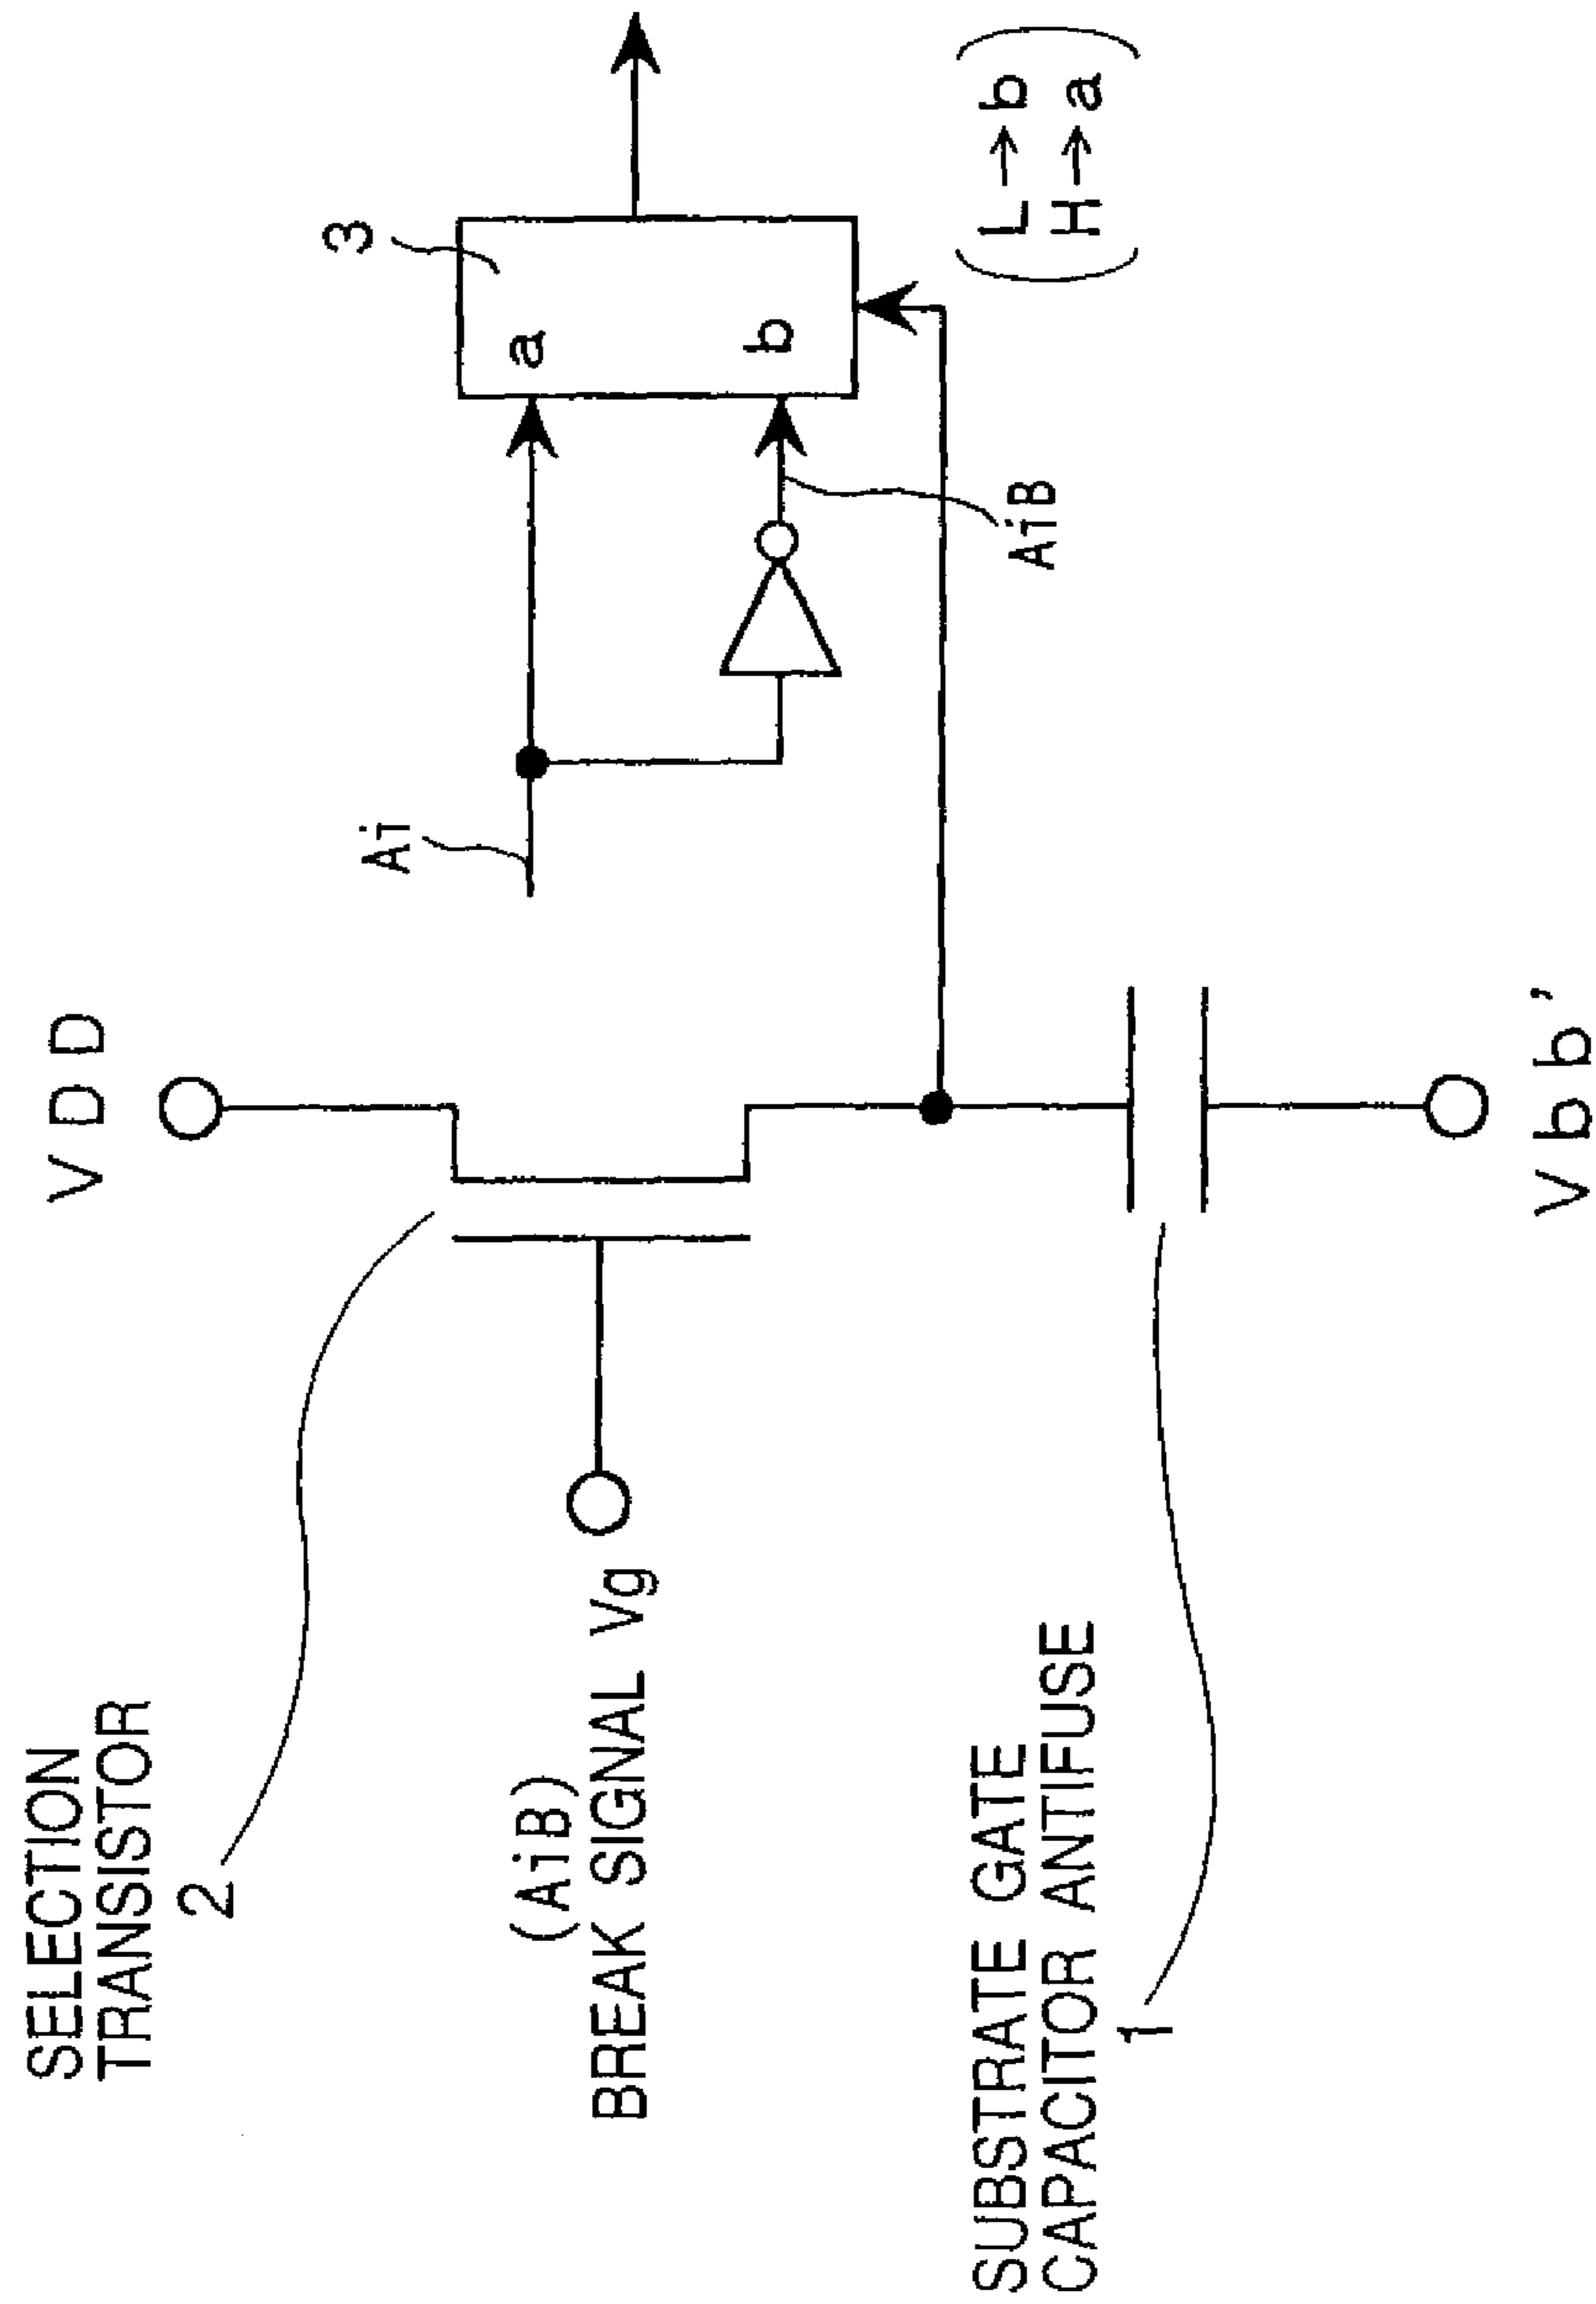 SELECTION
TRANSISTOR
2
VDD
(AiB)
BREAK SIGNAL Vg
SUBSTRATE GATE
CAPACITOR ANTIFUSE
1
Vbb'
Ai
3
a
b
AiB
(L→b
H→a)